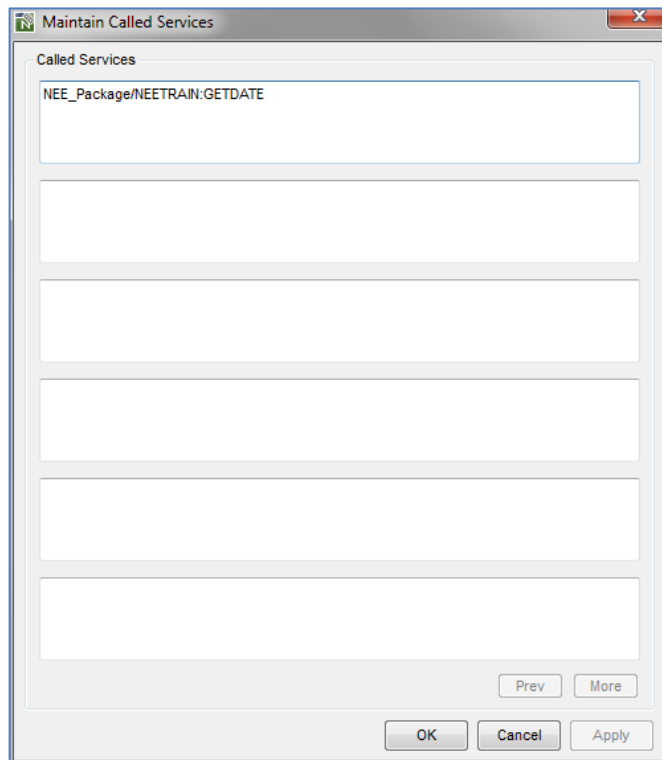 Maintain Called Services
Called Services
NEE_Package/NEETRAIN:GETDATE
Prev More
OK Cancel Apply